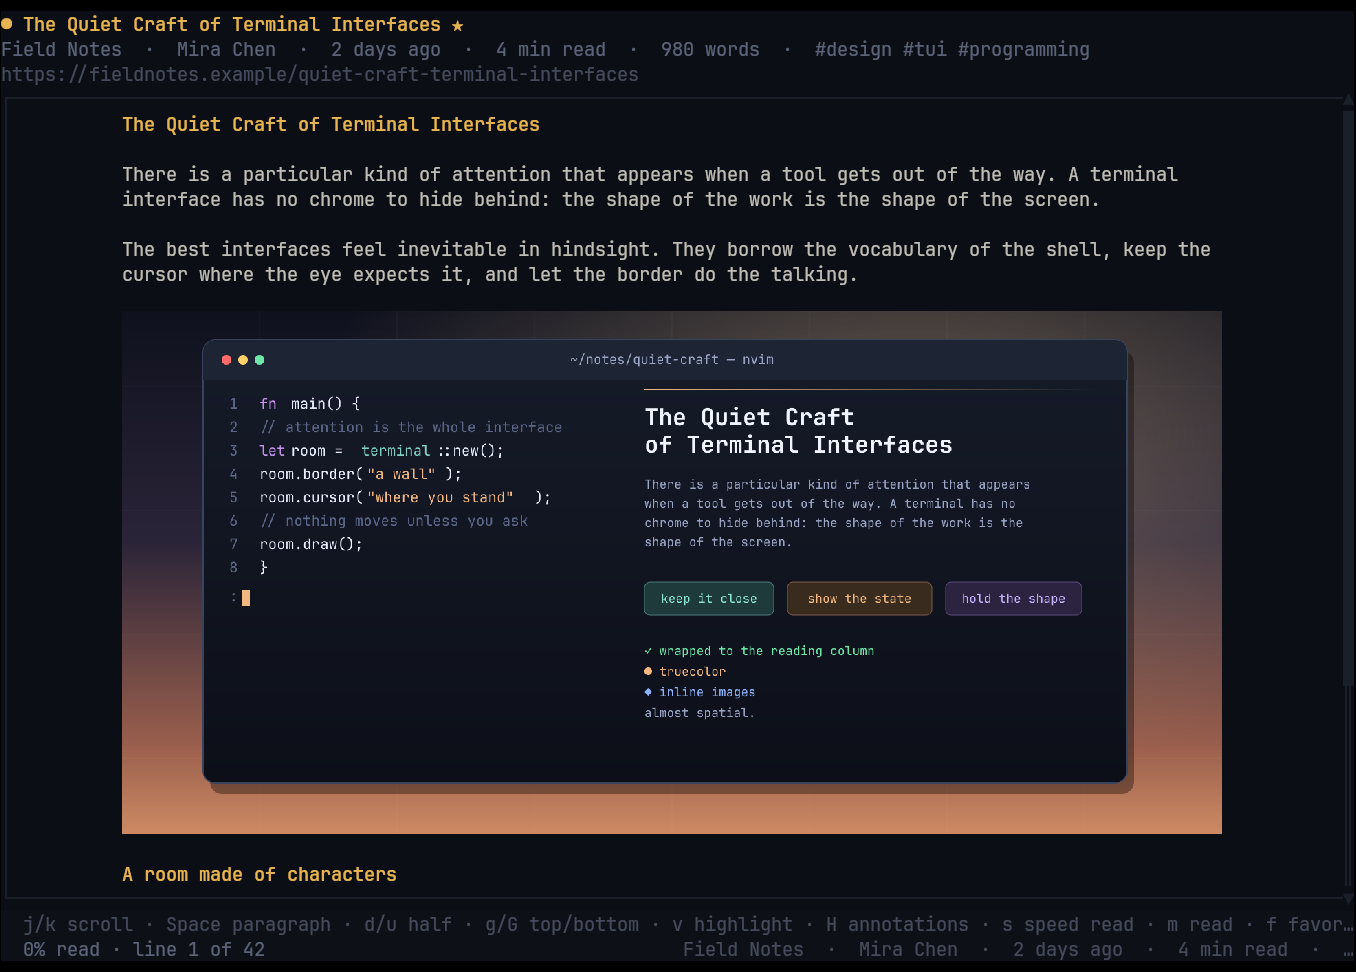 ● The Quiet Craft of Terminal Interfaces ★
Field Notes · Mira Chen · 2 days ago · 4 min read · 980 words · #design #tui #programming
https://fieldnotes.example/quiet-craft-terminal-interfaces
The Quiet Craft of Terminal Interfaces
There is a particular kind of attention that appears when a tool gets out of the way. A terminal
interface has no chrome to hide behind: the shape of the work is the shape of the screen.
The best interfaces feel inevitable in hindsight. They borrow the vocabulary of the shell, keep the
cursor where the eye expects it, and let the border do the talking.
~/notes/quiet-craft — nvim
1 fn main() {
2 // attention is the whole interface
3 let room = terminal ::new();
4 room.border("a wall" );
5 room.cursor("where you stand" );
6 // nothing moves unless you ask
7 room.draw();
8 }
:
The Quiet Craft
of Terminal Interfaces
There is a particular kind of attention that appears
when a tool gets out of the way. A terminal has no
chrome to hide behind: the shape of the work is the
shape of the screen.
keep it close show the state hold the shape
✓ wrapped to the reading column
● truecolor
◆ inline images
almost spatial.
A room made of characters
j/k scroll · Space paragraph · d/u half · g/G top/bottom · v highlight · H annotations · s speed read · m read · f favor…
0% read · line 1 of 42 Field Notes · Mira Chen · 2 days ago · 4 min read · …